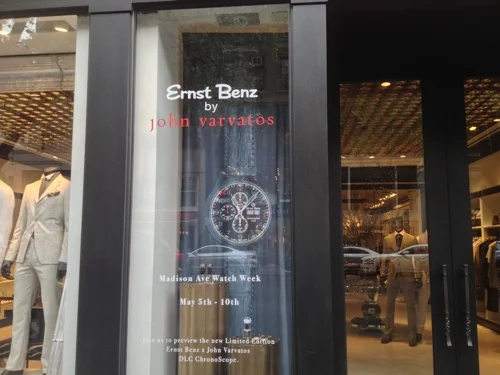 Ernst Benz
by
john varvatos
Madison Ave Watch Week
May 5th - 10th
Join us to preview the new Limited Edition
Ernst Benz x John Varvatos
DLC ChronoScope.